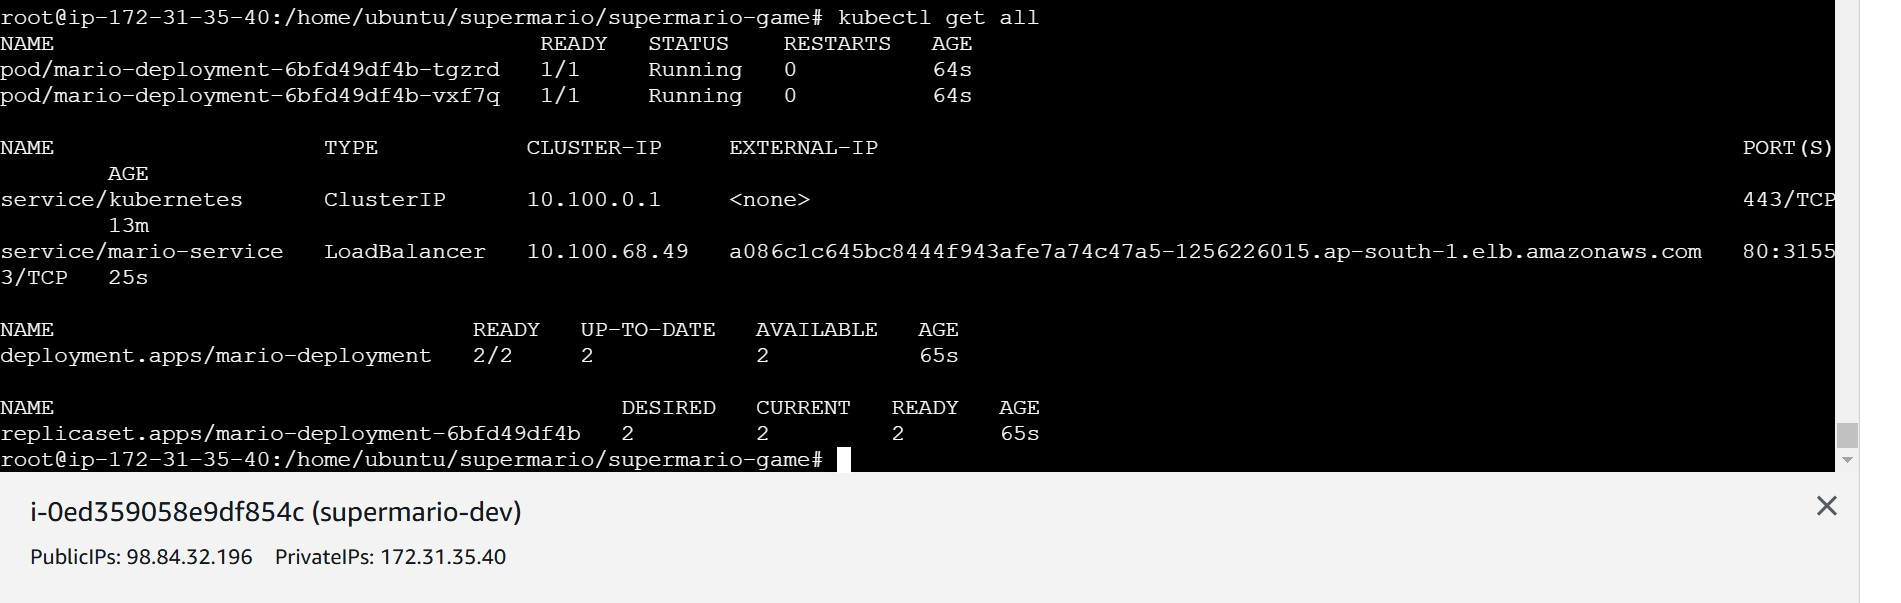 root@ip-172-31-35-40:/home/ubuntu/supermario/supermario-game# kubectl get all
NAME READY STATUS RESTARTS AGE
pod/mario-deployment-6bfd49df4b-tgzrd 1/1 Running 0 64s
pod/mario-deployment-6bfd49df4b-vxf7q 1/1 Running 0 64s
NAME TYPE CLUSTER-IP EXTERNAL-IP PORT(S)
AGE
service/kubernetes ClusterIP 10.100.0.1 <none> 443/TCP
13m
service/mario-service LoadBalancer 10.100.68.49 a086c1c645bc8444f943afe7a74c47a5-1256226015.ap-south-1.elb.amazonaws.com 80:3155
3/TCP 25s
NAME READY UP-TO-DATE AVAILABLE AGE
deployment.apps/mario-deployment 2/2 2 2 65s
NAME DESIRED CURRENT READY AGE
replicaset.apps/mario-deployment-6bfd49df4b 2 2 2 65s
root@ip-172-31-35-40:/home/ubuntu/supermario/supermario-game#
i-0ed359058e9df854c (supermario-dev)
PublicIPs: 98.84.32.196 PrivateIPs: 172.31.35.40